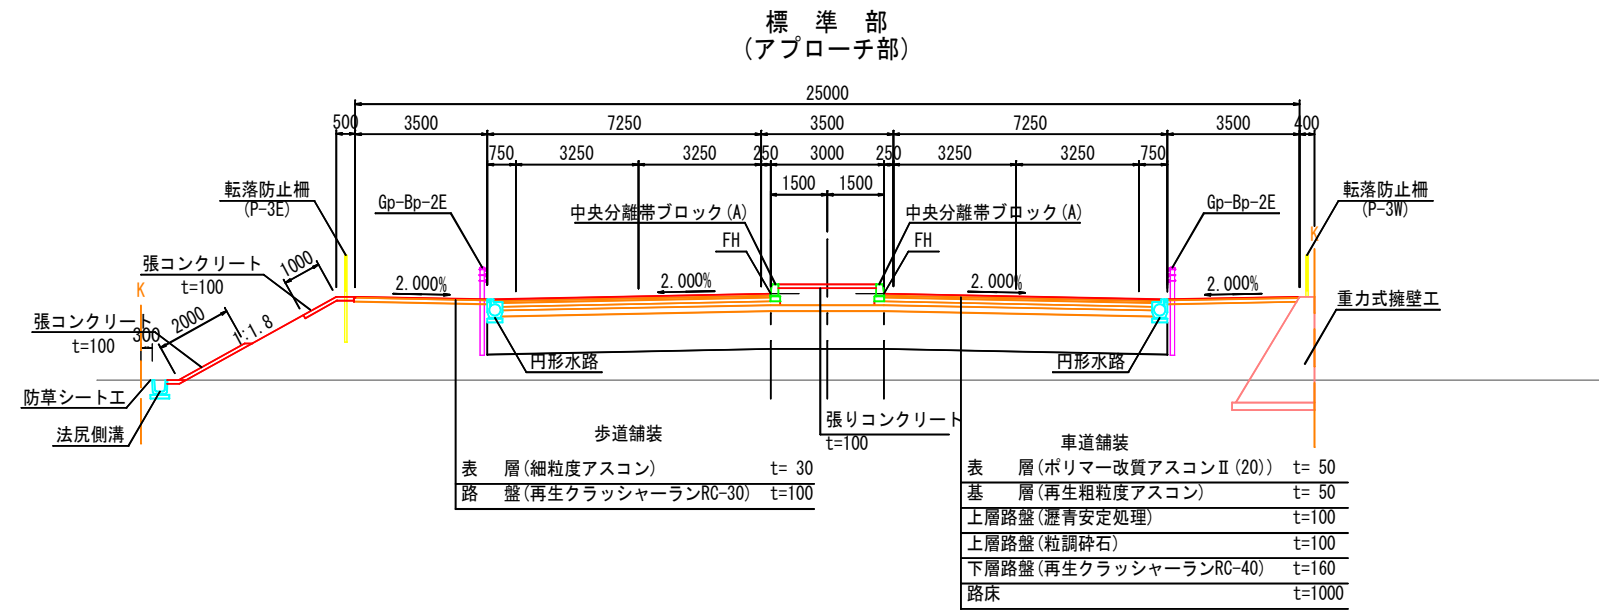 標 準 部
(アプローチ部)
25000
500 3500 7250 3500 7250 3500 400
750 3250 3250 250 3000 250 3250 3250 750
1500 1500
転落防止柵
(P-3E)
Gp-Bp-2E
中央分離帯ブロック(A)
FH
中央分離帯ブロック(A)
FH
Gp-Bp-2E
転落防止柵
(P-3W)
K
K
張コンクリート
t=100
1000
2.000%
2.000%
2.000%
2.000%
張コンクリート
t=100
300
2000
1:1.8
重力式擁壁工
防草シート工
法尻側溝
円形水路
円形水路
張りコンクリート
t=100
歩道舗装
表 層(細粒度アスコン) t= 30
路 盤(再生クラッシャーランRC-30) t=100
車道舗装
表 層(ポリマー改質アスコンⅡ(20)) t= 50
基 層(再生粗粒度アスコン) t= 50
上層路盤(瀝青安定処理) t=100
上層路盤(粒調砕石) t=100
下層路盤(再生クラッシャーランRC-40) t=160
路床 t=1000